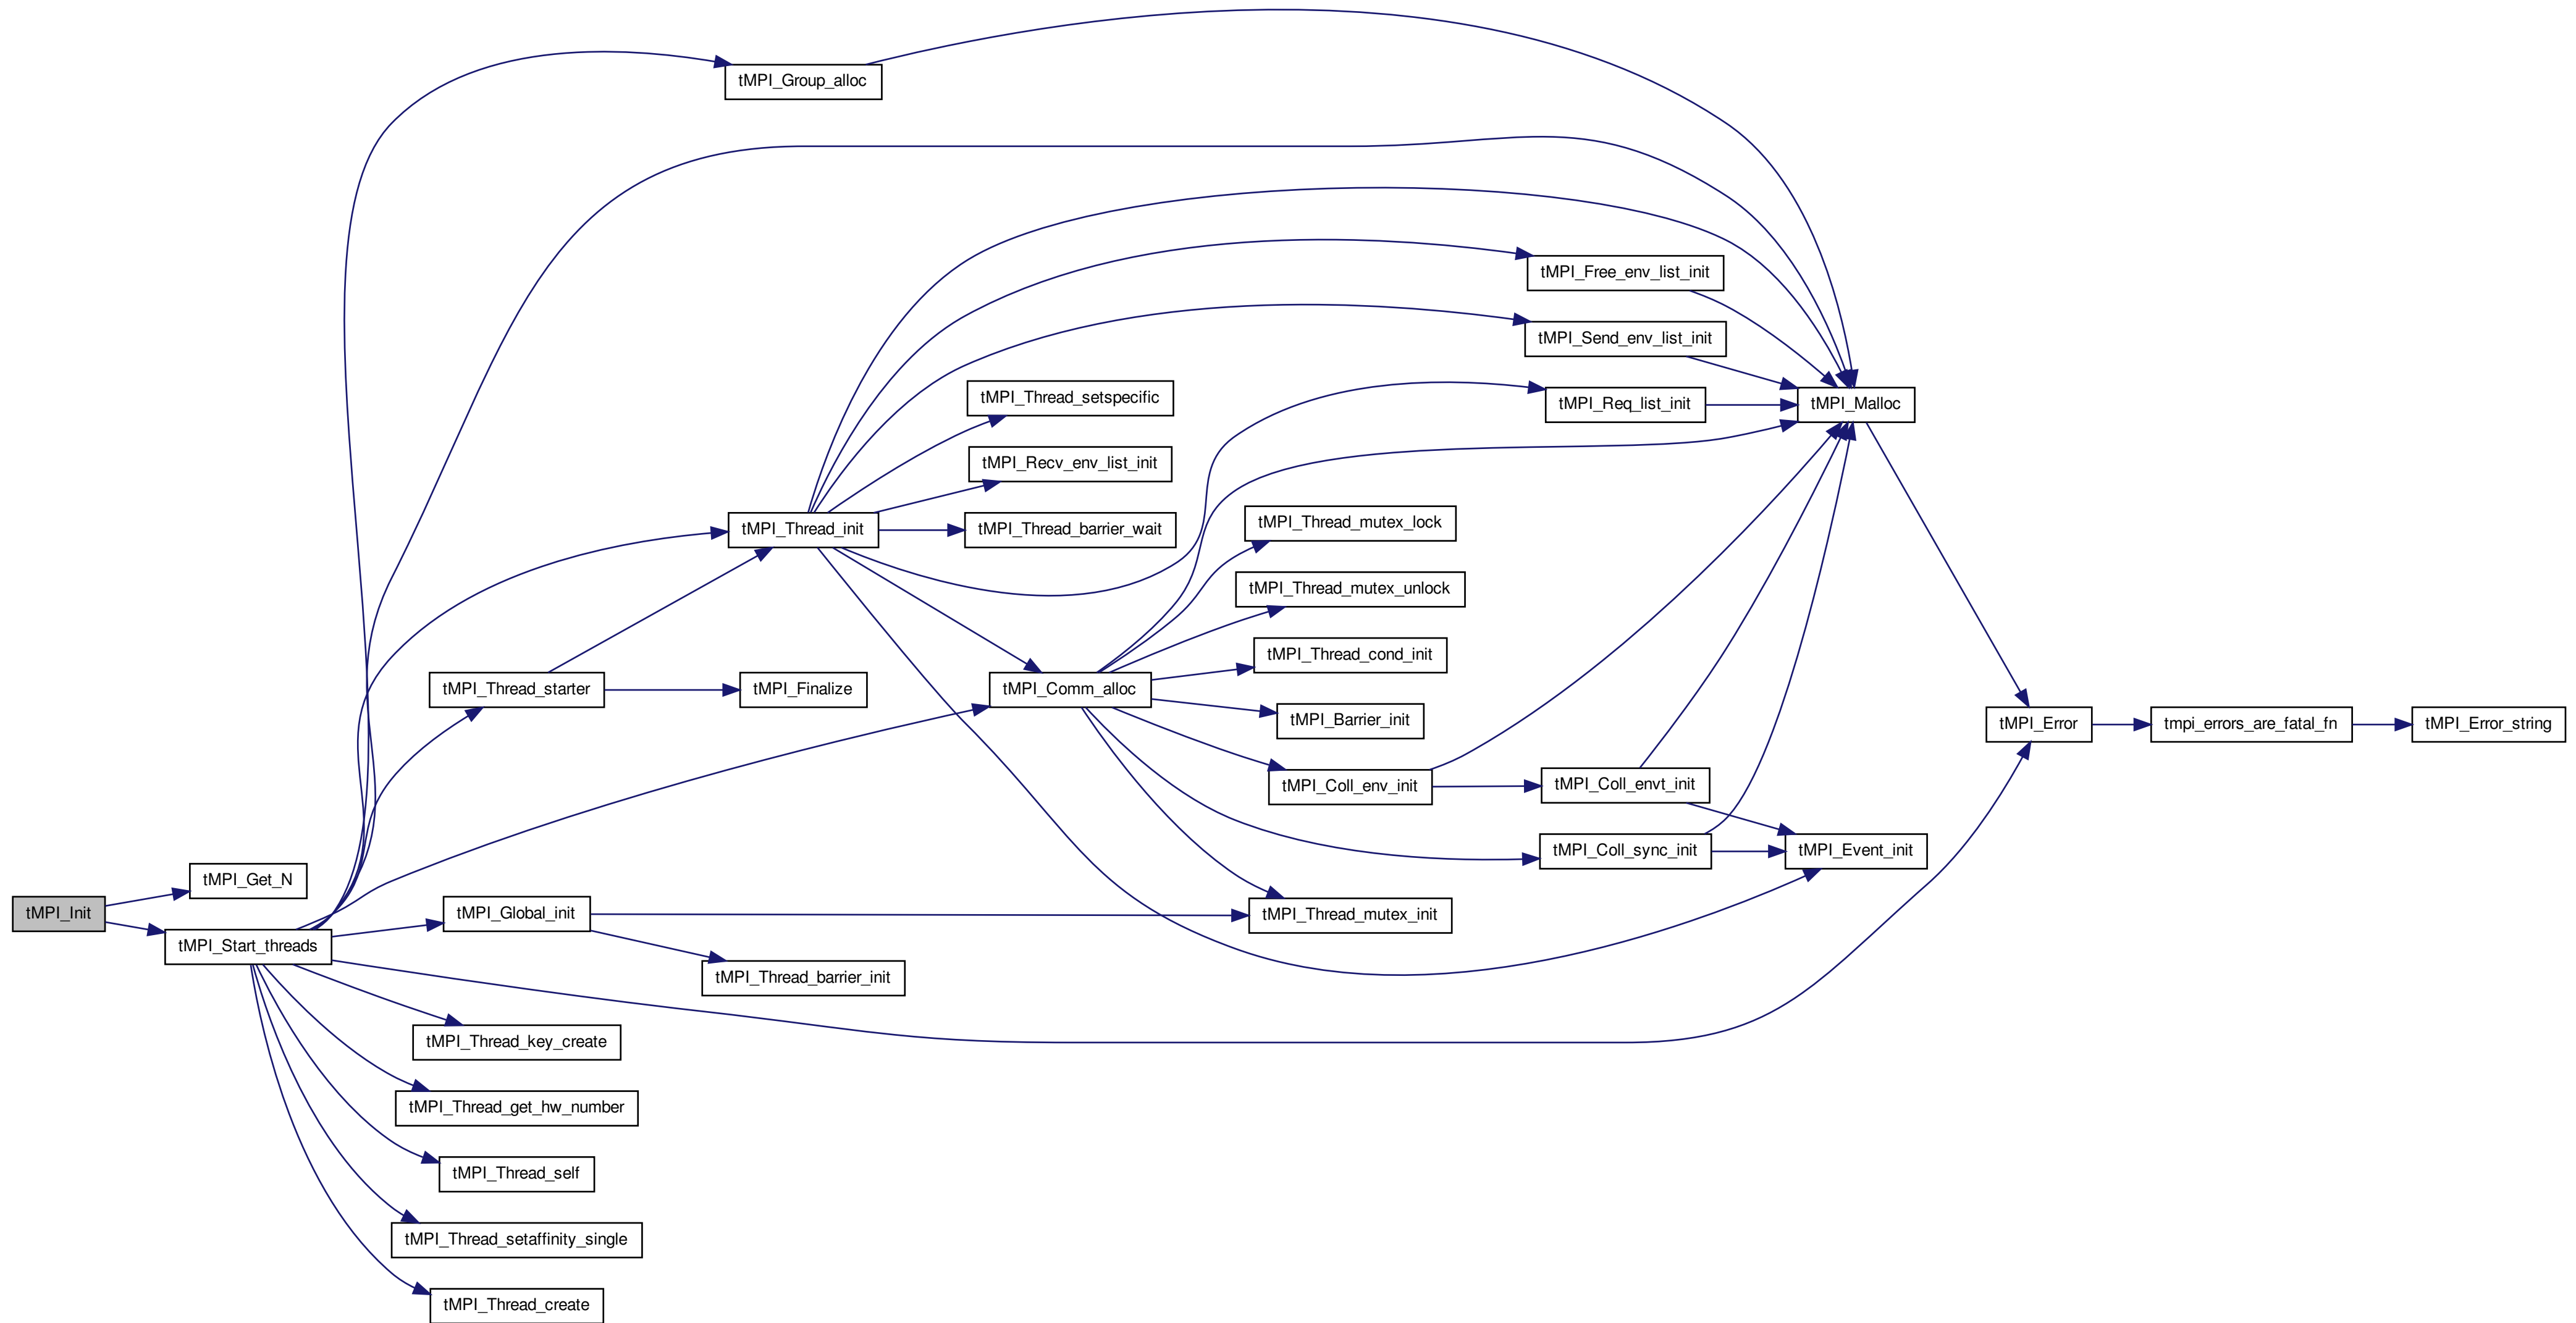 tMPI_Group_alloc
tMPI_Free_env_list_init
tMPI_Send_env_list_init
tMPI_Thread_setspecific
tMPI_Req_list_init
tMPI_Malloc
tMPI_Recv_env_list_init
tMPI_Thread_init
tMPI_Thread_barrier_wait
tMPI_Thread_mutex_lock
tMPI_Thread_mutex_unlock
tMPI_Thread_cond_init
tMPI_Thread_starter
tMPI_Finalize
tMPI_Comm_alloc
tMPI_Barrier_init
tMPI_Error
tmpi_errors_are_fatal_fn
tMPI_Error_string
tMPI_Coll_env_init
tMPI_Coll_envt_init
tMPI_Coll_sync_init
tMPI_Event_init
tMPI_Get_N
tMPI_Init
tMPI_Global_init
tMPI_Thread_mutex_init
tMPI_Start_threads
tMPI_Thread_barrier_init
tMPI_Thread_key_create
tMPI_Thread_get_hw_number
tMPI_Thread_self
tMPI_Thread_setaffinity_single
tMPI_Thread_create